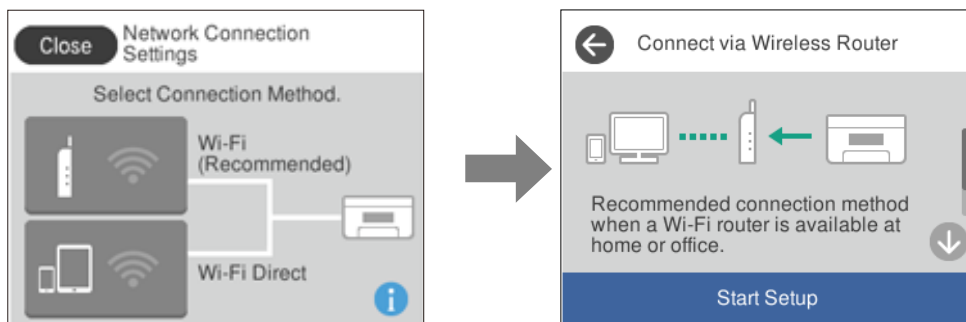 Close
Network Connection
Settings
Select Connection Method.
Wi-Fi
(Recommended)
Wi-Fi Direct
i
Connect via Wireless Router
Recommended connection method
when a Wi-Fi router is available at
home or office.
Start Setup